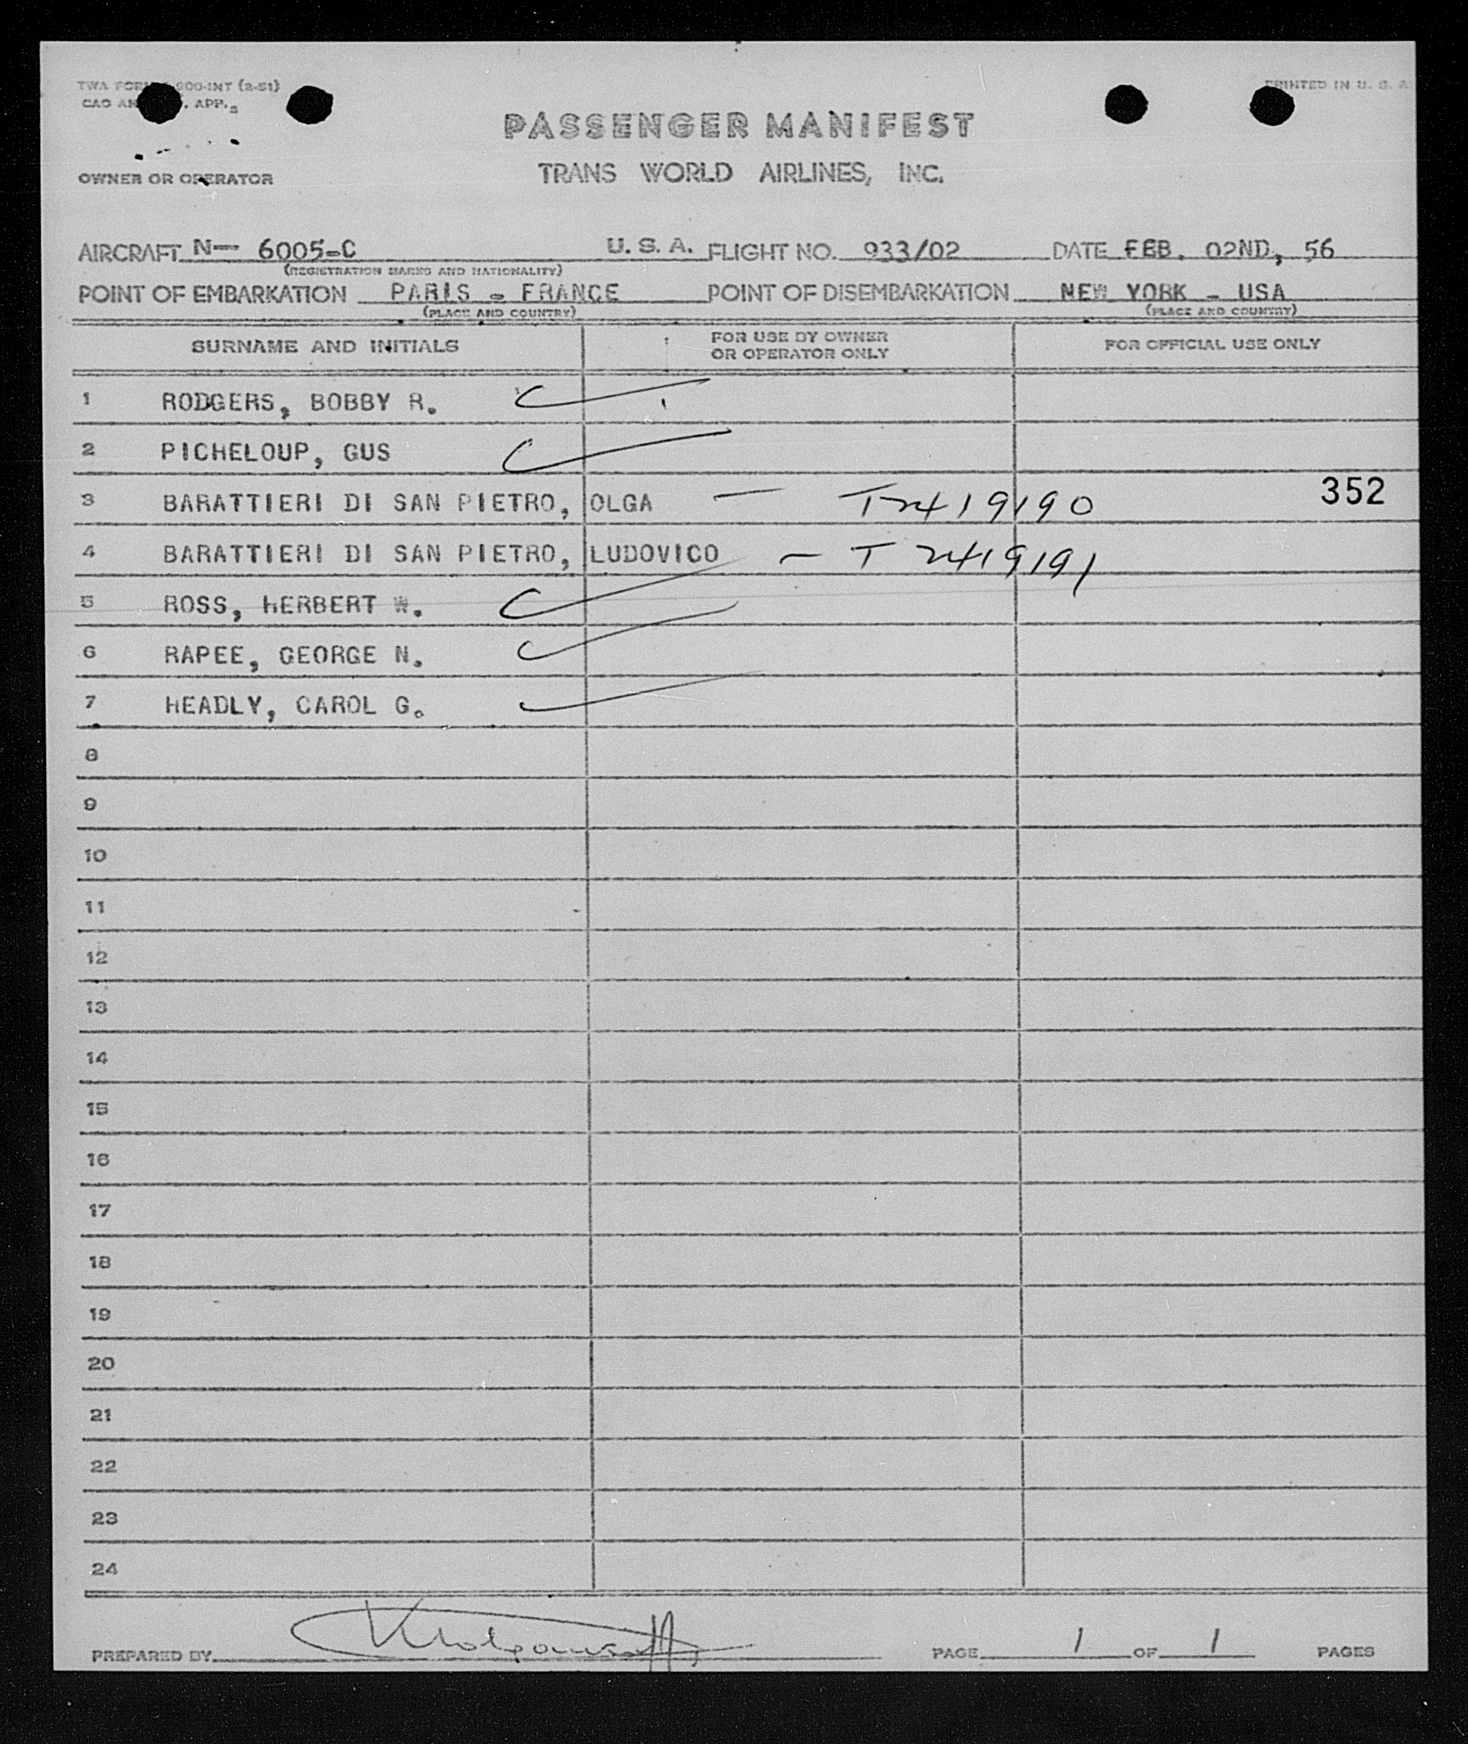 TWA FORM 900-INT (2-51)
PRINTED IN U. S. A.
CAO AN APP.
PASSENGER MANIFEST
OWNER OR OPERATOR
TRANS WORLD AIRLINES, INC.
AIRCRAFT N— 6005-C U. S. A. FLIGHT NO. 933/02 DATE FEB. 02ND, 56
(REGISTRATION MARKS AND NATIONALITY)
POINT OF EMBARKATION PARIS - FRANCE POINT OF DISEMBARKATION NEW YORK - USA
(PLACE AND COUNTRY) (PLACE AND COUNTRY)
SURNAME AND INITIALS
FOR USE BY OWNER
OR OPERATOR ONLY
FOR OFFICIAL USE ONLY
1 RODGERS, BOBBY R.
2 PICHELOUP, GUS
3 BARATTIERI DI SAN PIETRO, OLGA — T2419190 352
4 BARATTIERI DI SAN PIETRO, LUDOVICO — T 2419191
5 ROSS, HERBERT W.
6 RAPEE, GEORGE N.
7 HEADLY, CAROL G.
8
9
10
11
12
13
14
15
16
17
18
19
20
21
22
23
24
PREPARED BY PAGE 1 OF 1 PAGES